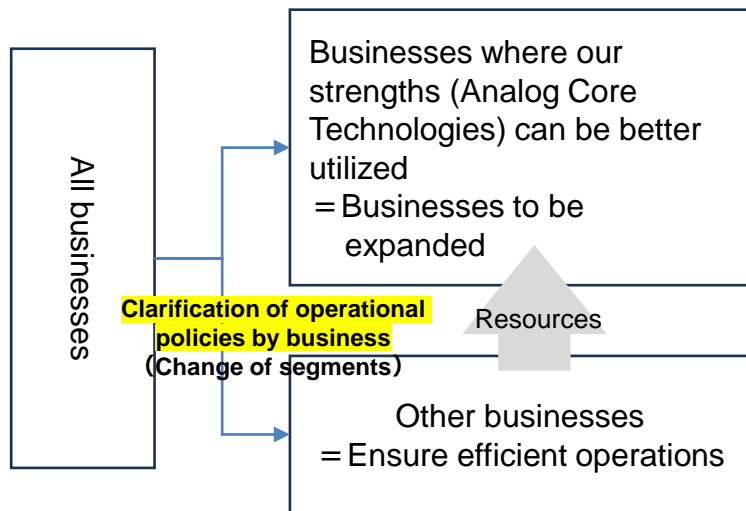 All businesses
Businesses where our
strengths (Analog Core
Technologies) can be better
utilized
＝Businesses to be
expanded
Clarification of operational
policies by business
（Change of segments）
Resources
Other businesses
＝Ensure efficient operations